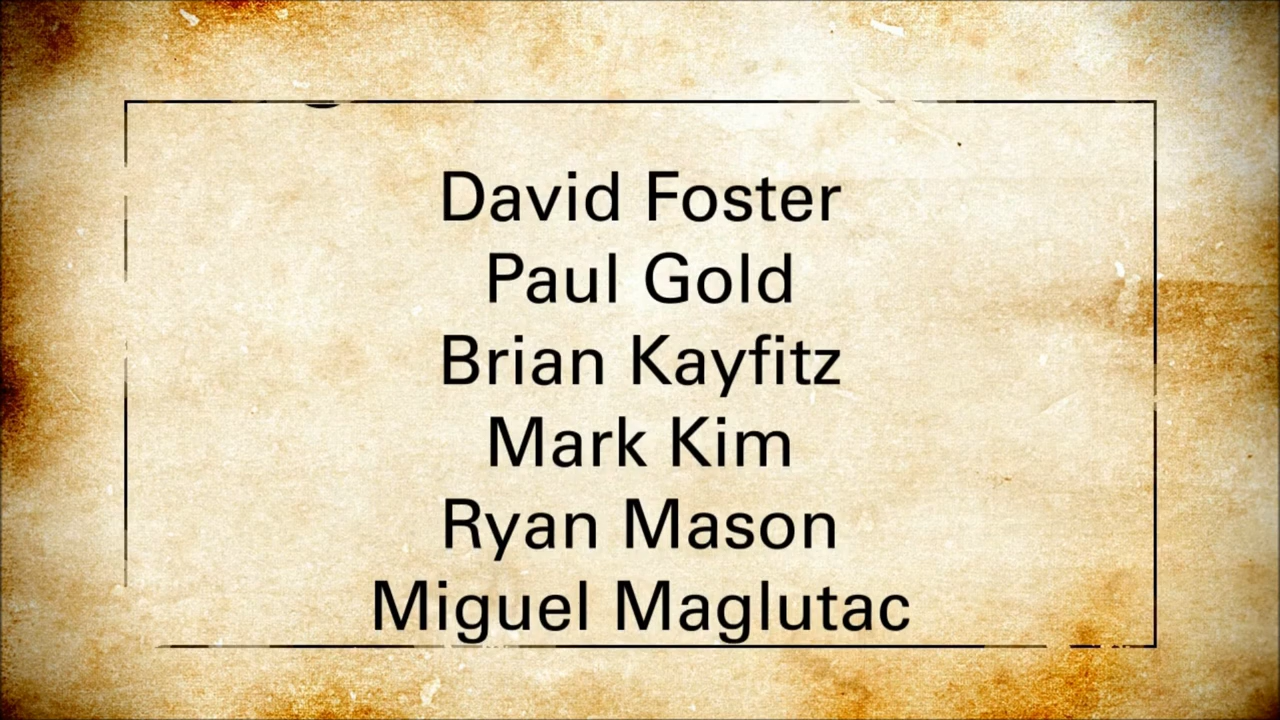 David Foster
Paul Gold
Brian Kayfitz
Mark Kim
Ryan Mason
Miguel Maglutac